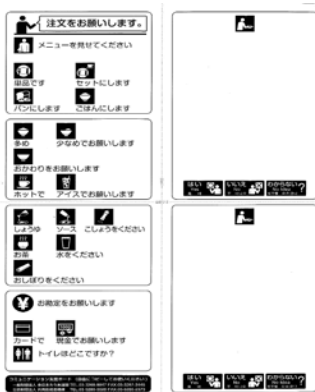 注文をお願いします。
メニューを見せてください
単品です セットにします
パンにします ごはんにします
多め 少なめでお願いします
おかわりをお願いします
ホットで アイスでお願いします
しょうゆ ソース こしょうをください
お茶 水をください
おしぼりをください
お勘定をお願いします
カードで 現金でお願いします
トイレはどこですか?
はい Yes いいえ No わからない?
はい Yes いいえ No わからない?